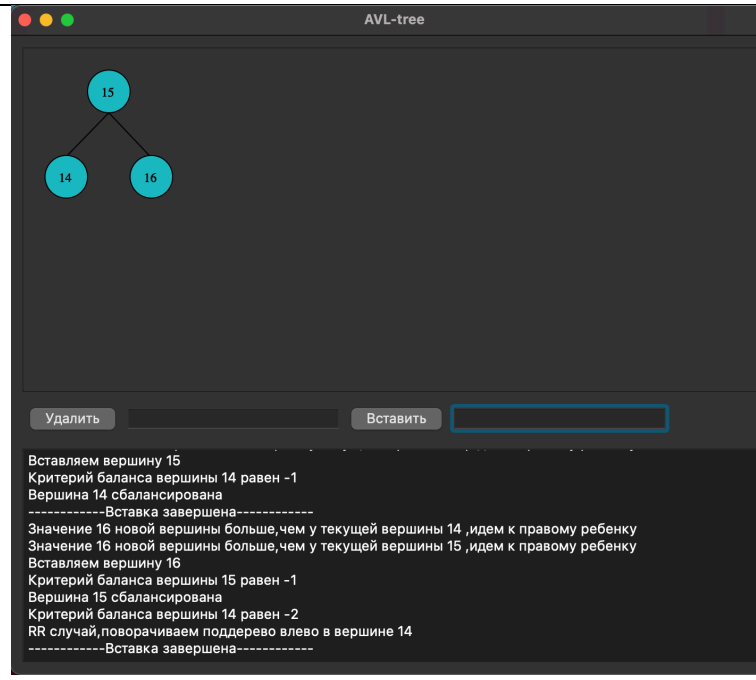 AVL-tree
15
14 16
Удалить Вставить
Вставляем вершину 15
Критерий баланса вершины 14 равен -1
Вершина 14 сбалансирована
------------Вставка завершена------------
Значение 16 новой вершины больше,чем у текущей вершины 14 ,идем к правому ребенку
Значение 16 новой вершины больше,чем у текущей вершины 15 ,идем к правому ребенку
Вставляем вершину 16
Критерий баланса вершины 15 равен -1
Вершина 15 сбалансирована
Критерий баланса вершины 14 равен -2
RR случай,поворачиваем поддерево влево в вершине 14
------------Вставка завершена------------